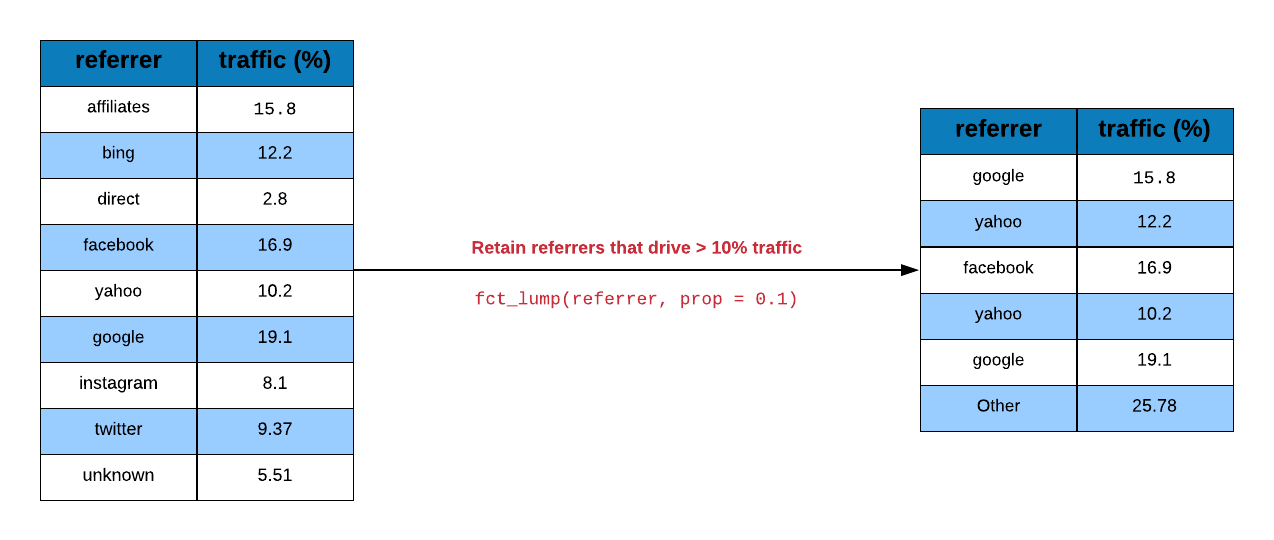 referrer traffic (%)
affiliates 15.8
bing 12.2
direct 2.8
facebook 16.9
yahoo 10.2
google 19.1
instagram 8.1
twitter 9.37
unknown 5.51
Retain referrers that drive > 10% traffic
fct_lump(referrer, prop = 0.1)
referrer traffic (%)
google 15.8
yahoo 12.2
facebook 16.9
yahoo 10.2
google 19.1
Other 25.78